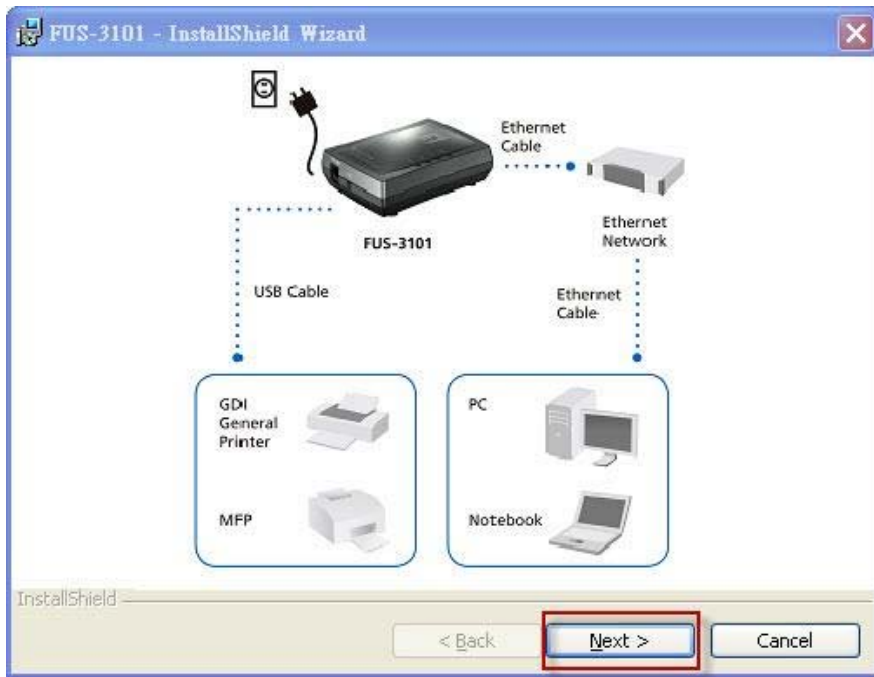 FUS-3101 - InstallShield Wizard
Ethernet
Cable
FUS-3101
Ethernet
Network
USB Cable
Ethernet
Cable
GDI
General
Printer
MFP
PC
Notebook
InstallShield
< Back
Next >
Cancel